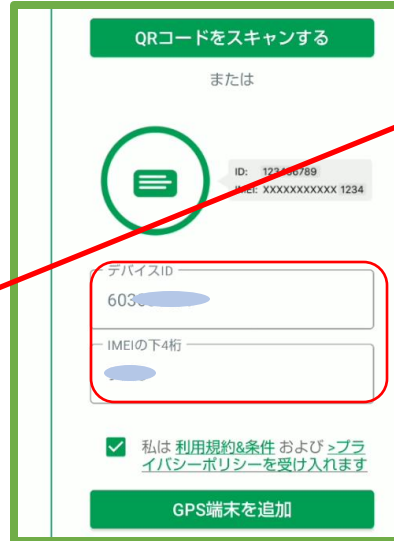 QRコードをスキャンする
または
ID: 123456789
IMEI: XXXXXXXXXXX 1234
デバイスID
603
IMEIの下4桁
私は 利用規約&条件 および >プラ
イバシーポリシーを受け入れます
GPS端末を追加